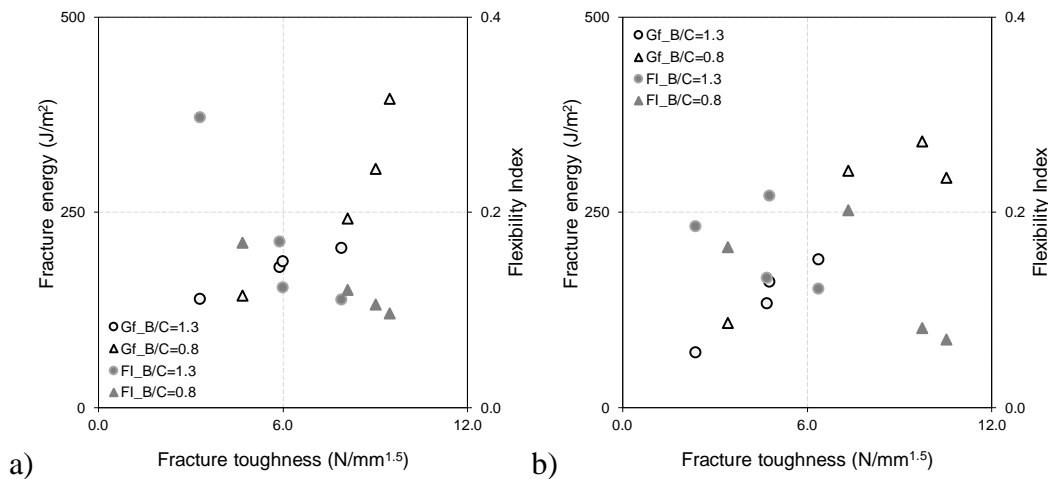 500
250
0
Fracture energy (J/m²)
0.4
0.2
0.0
Flexibility Index
Gf_B/C=1.3
Gf_B/C=0.8
FI_B/C=1.3
FI_B/C=0.8
0.0
6.0
12.0
Fracture toughness (N/mm¹·⁵)
a)
500
250
0
Fracture energy (J/m²)
0.4
0.2
0.0
Flexibility Index
Gf_B/C=1.3
Gf_B/C=0.8
FI_B/C=1.3
FI_B/C=0.8
0.0
6.0
12.0
Fracture toughness (N/mm¹·⁵)
b)